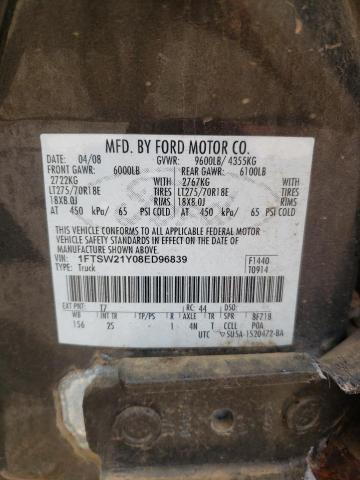 MFD. BY FORD MOTOR CO.
DATE: 04/08 GVWR: 9600LB/ 4355KG
FRONT GAWR: 6000LB REAR GAWR: 6100LB
2722KG WITH 2767KG WITH
LT275/70R18E TIRES LT275/70R18E TIRES
18X8.0J RIMS 18X8.0J RIMS
AT 450 kPa/ 65 PSI COLD AT 450 kPa/ 65 PSI COLD
THIS VEHICLE CONFORMS TO ALL APPLICABLE FEDERAL MOTOR
VEHICLE SAFETY STANDARDS IN EFFECT ON THE DATE OF MANUFACTURE
SHOWN ABOVE.
VIN: 1FTSW21Y08ED96839 F1440
TYPE: Truck T0914
EXT PNT: T7 RC: 44 DSO:
WB INT TR TP/PS R AXLE TR SPR BF218
156 2S 1 4N T CCLL POA
UTC